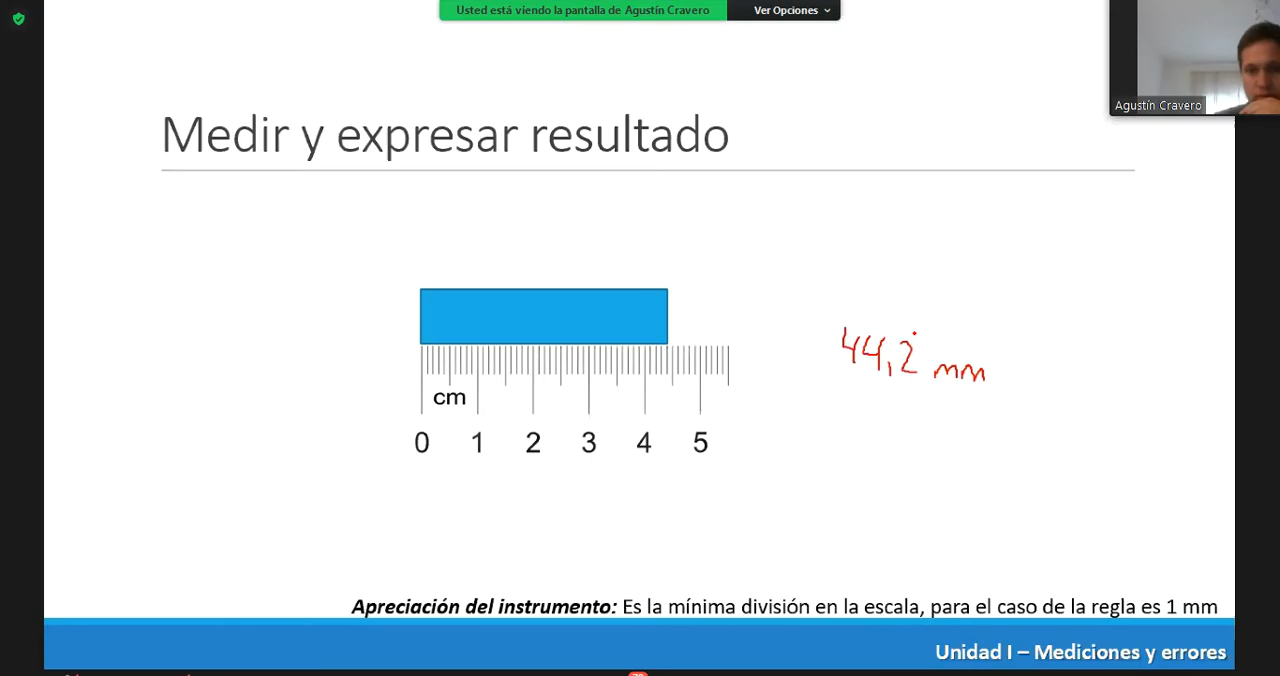 Usted está viendo la pantalla de Agustín Cravero
Ver Opciones
Agustín Cravero
Medir y expresar resultado
44,2 mm
cm
0 1 2 3 4 5
Apreciación del instrumento: Es la mínima división en la escala, para el caso de la regla es 1 mm
Unidad I – Mediciones y errores